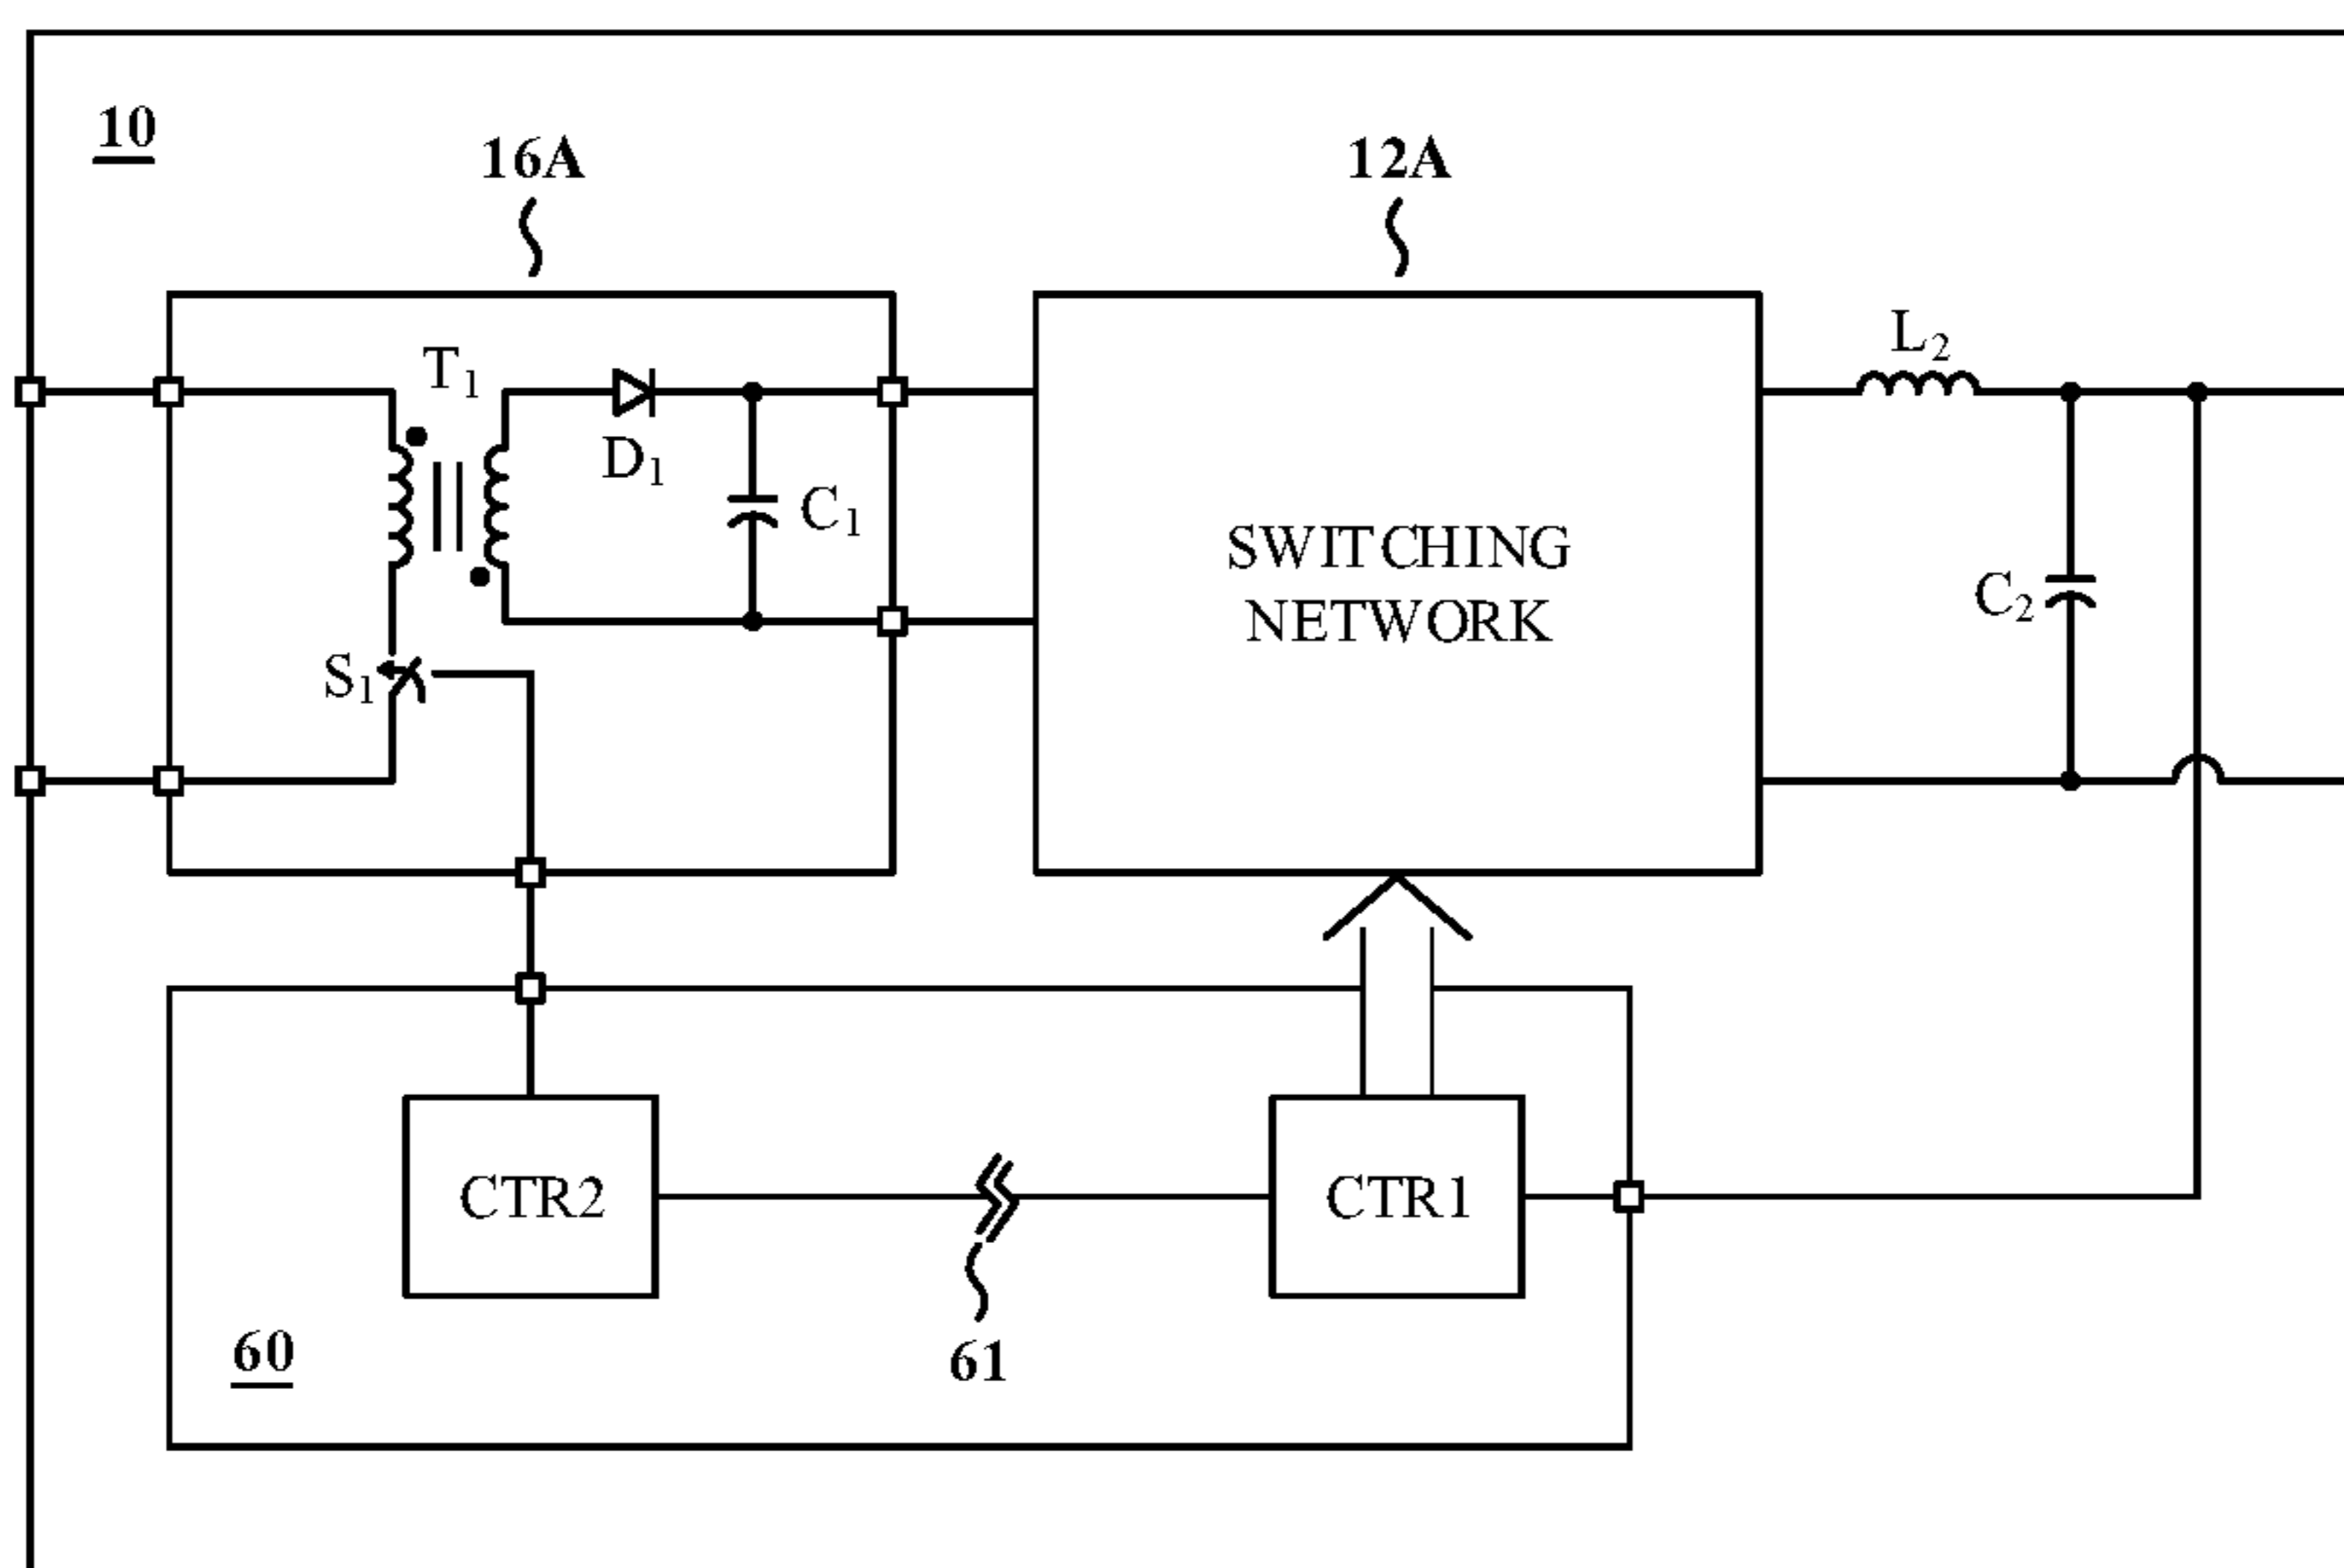 10
16A
12A
L2
T1
D1
C1
SWITCHING
NETWORK
C2
S1
CTR2
CTR1
60
61